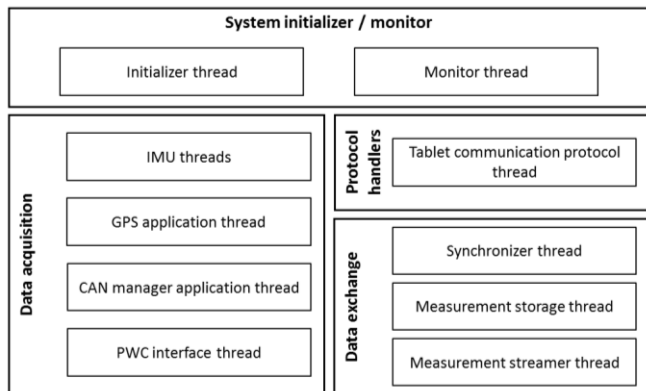 System initializer / monitor
Initializer thread
Monitor thread
Data acquisition
IMU threads
GPS application thread
CAN manager application thread
PWC interface thread
Protocol
handlers
Tablet communication protocol
thread
Data exchange
Synchronizer thread
Measurement storage thread
Measurement streamer thread